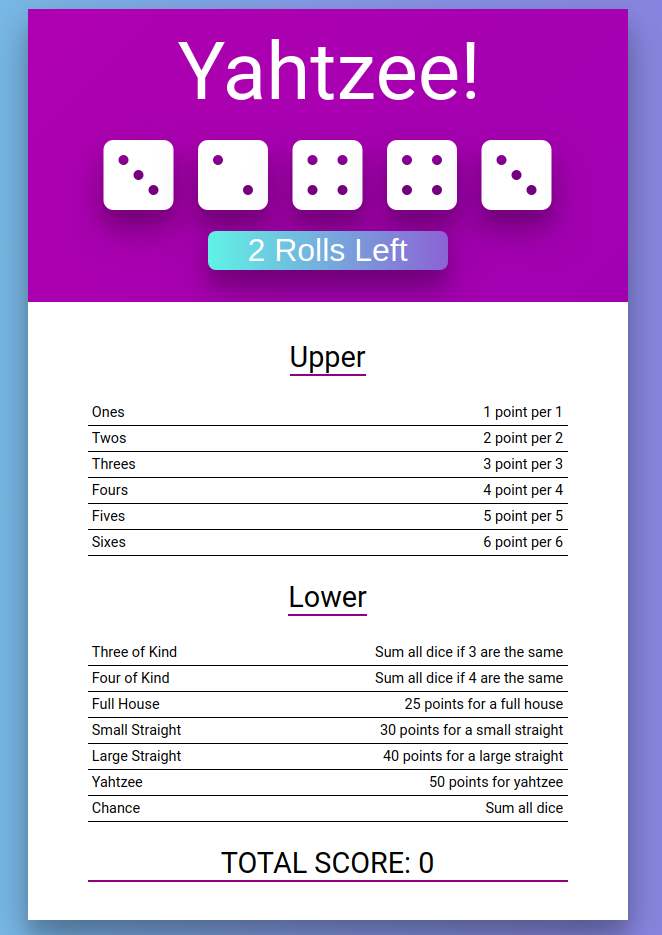 Yahtzee!
2 Rolls Left
Upper
Ones 1 point per 1
Twos 2 point per 2
Threes 3 point per 3
Fours 4 point per 4
Fives 5 point per 5
Sixes 6 point per 6
Lower
Three of Kind Sum all dice if 3 are the same
Four of Kind Sum all dice if 4 are the same
Full House 25 points for a full house
Small Straight 30 points for a small straight
Large Straight 40 points for a large straight
Yahtzee 50 points for yahtzee
Chance Sum all dice
TOTAL SCORE: 0